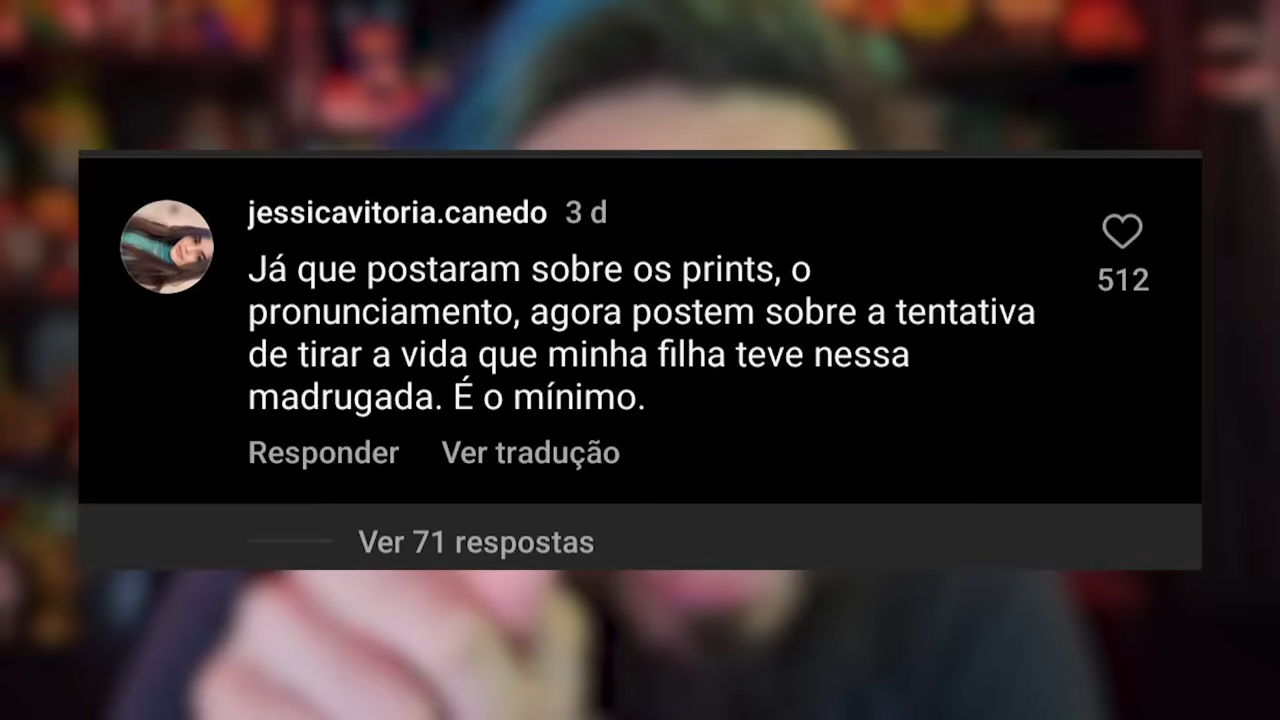 jessicavitoria.canedo 3 d
Já que postaram sobre os prints, o
512
pronunciamento, agora postem sobre a tentativa
de tirar a vida que minha filha teve nessa
madrugada. É o mínimo.
Responder Ver tradução
Ver 71 respostas